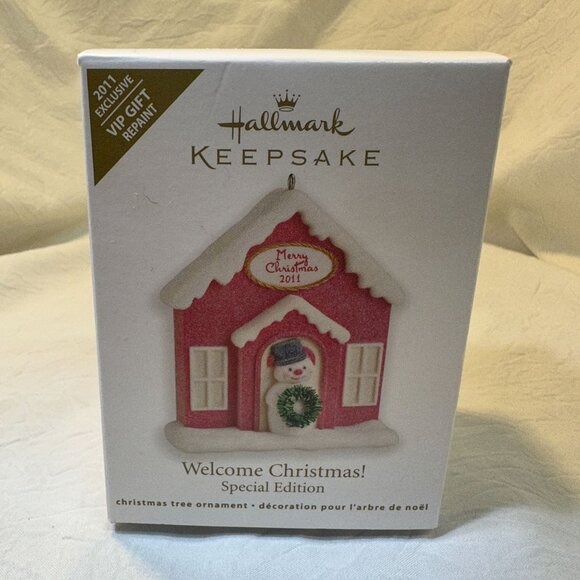 2011
EXCLUSIVE
VIP GIFT
REPAINT
Hallmark
KEEPSAKE
Merry
Christmas
2011
Welcome Christmas!
Special Edition
christmas tree ornament • décoration pour l'arbre de noël